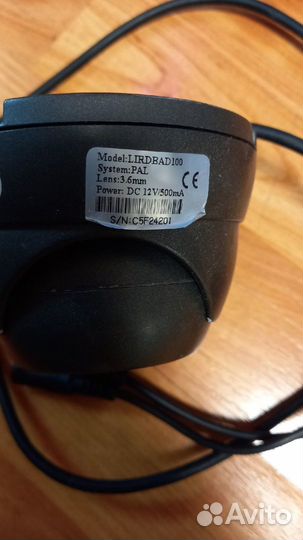 Model:LIRDBAD100
System:PAL
Lens:3.6mm
Power: DC 12V/500mA
CE
S/N:C5F24201
Avito